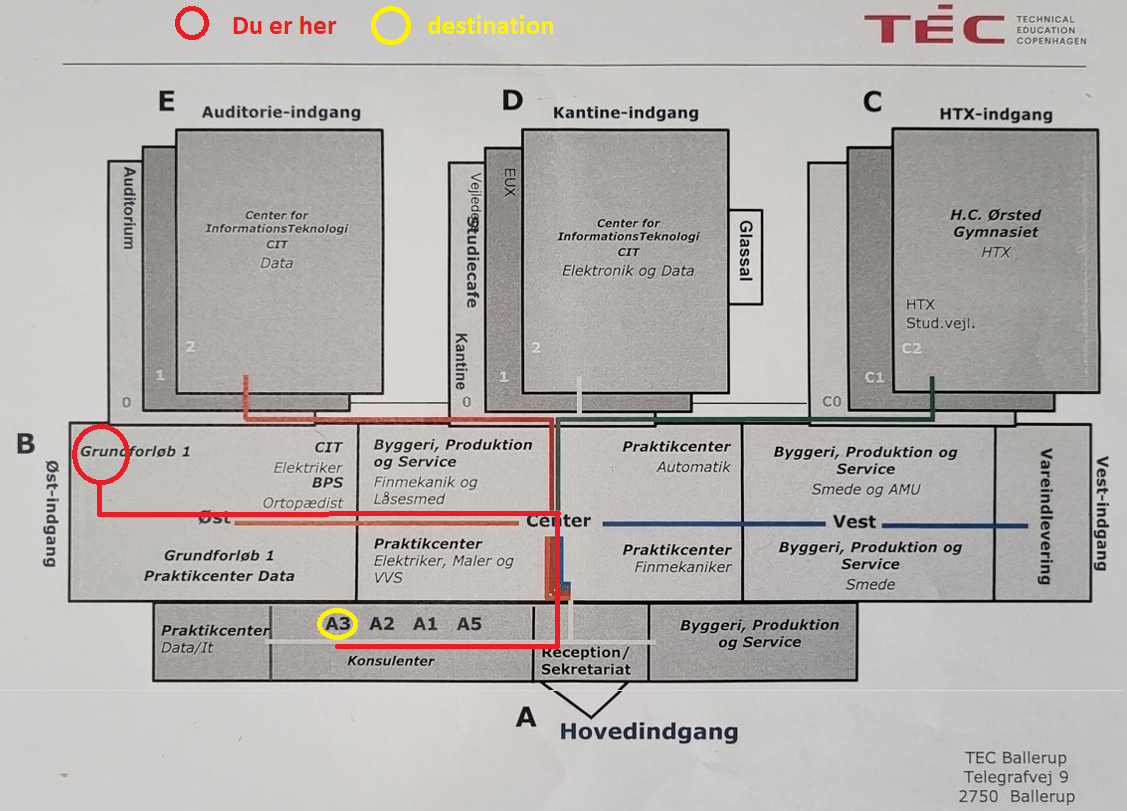 Du er her
destination
TEC
TECHNICAL
EDUCATION
COPENHAGEN
E
Auditorie-indgang
D
Kantine-indgang
C
HTX-indgang
Auditorium
Center for
InformationsTeknologi
CIT
Data
2
1
0
Vejleder
Studiecafe
Kantine
EUX
Center for
InformationsTeknologi
CIT
Elektronik og Data
2
1
0
Glassal
H.C. Ørsted
Gymnasiet
HTX
HTX
Stud.vejl.
C2
C1
C0
B
Øst-indgang
Grundforløb 1
CIT
Elektriker
BPS
Ortopædist
Byggeri, Produktion
og Service
Finmekanik og
Låsesmed
Praktikcenter
Automatik
Byggeri, Produktion og
Service
Smede og AMU
Vareindlevering
Vest-indgang
Øst
Center
Vest
Grundforløb 1
Praktikcenter Data
Praktikcenter
Elektriker, Maler og
VVS
Praktikcenter
Finmekaniker
Byggeri, Produktion og
Service
Smede
Praktikcenter
Data/It
A3 A2 A1 A5
Konsulenter
Reception/
Sekretariat
Byggeri, Produktion
og Service
A
Hovedindgang
TEC Ballerup
Telegrafvej 9
2750 Ballerup